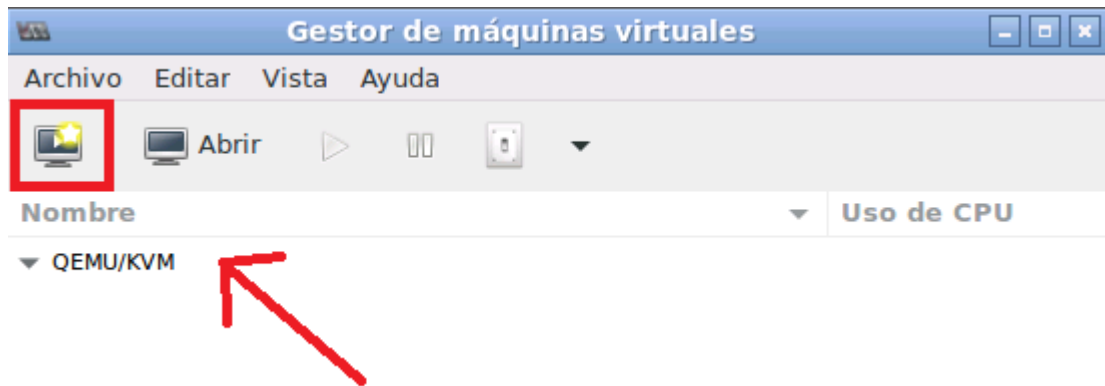 Gestor de máquinas virtuales
Archivo Editar Vista Ayuda
Abrir
Nombre Uso de CPU
QEMU/KVM